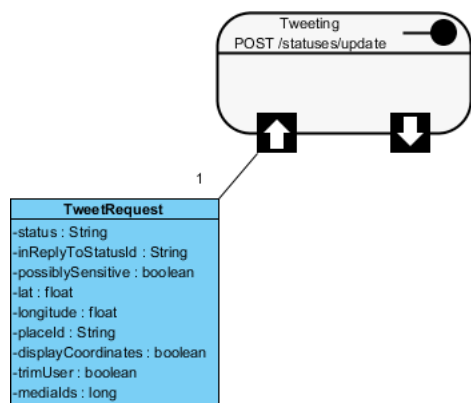 Tweeting
POST /statuses/update
1
TweetRequest
-status : String
-inReplyToStatusId : String
-possiblySensitive : boolean
-lat : float
-longitude : float
-placeId : String
-displayCoordinates : boolean
-trimUser : boolean
-mediaIds : long